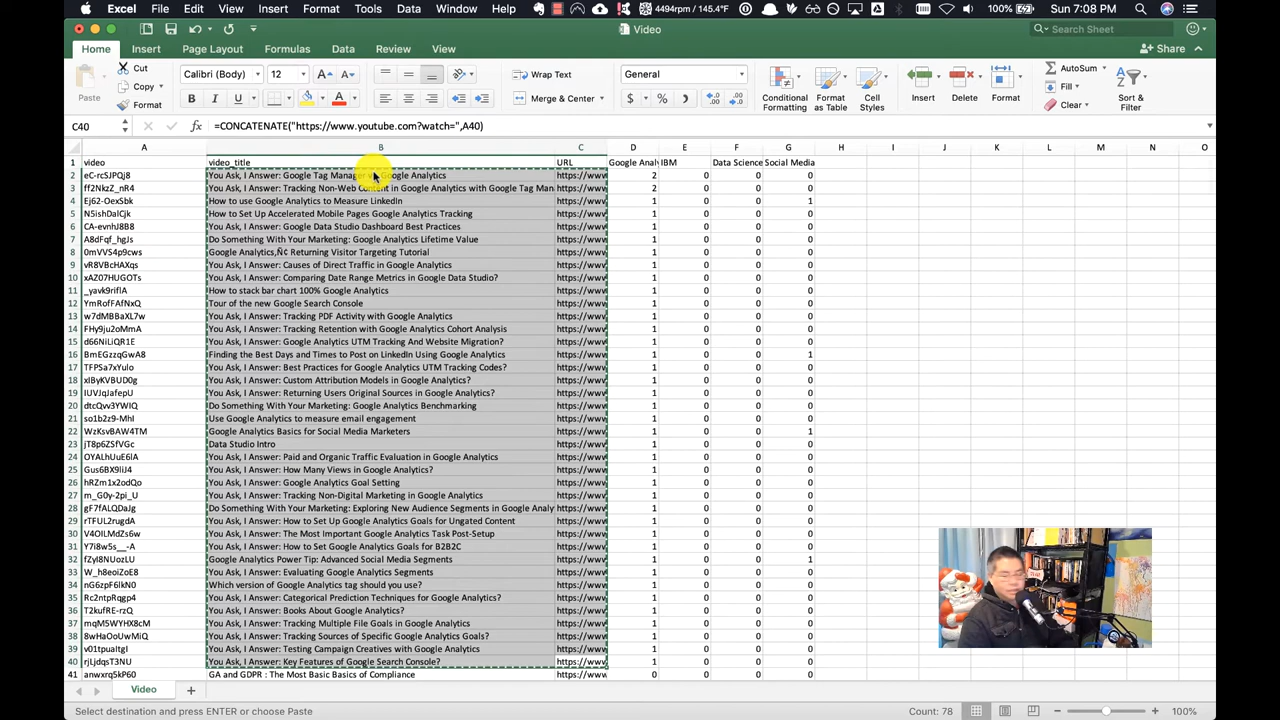 Excel File Edit View Insert Format Tools Data Window Help 4494rpm / 145.4°F 100% Sun 7:08 PM
Video
Search Sheet
Home Insert Page Layout Formulas Data Review View Share
Paste Cut Copy Format Calibri (Body) 12 Wrap Text General AutoSum
B I U Merge & Center $ % Conditional Formatting Format as Table Cell Styles Insert Delete Format Fill Clear Sort & Filter
C40 fx =CONCATENATE("https://www.youtube.com?watch=",A40)
A B C D E F G H I J K L M N O
1 video video_title URL Google Anal IBM Data Science Social Media
2 eC-rcSJPQj8 You Ask, I Answer: Google Tag Manager Google Analytics https://www 2 0 0 0
3 ff2NkzZ_nR4 You Ask, I Answer: Tracking Non-Web Content in Google Analytics with Google Tag Man https://www 2 0 0 0
4 Ej62-OexSbk How to use Google Analytics to Measure LinkedIn https://www 1 0 0 1
5 N5ishDaICjk How to Set Up Accelerated Mobile Pages Google Analytics Tracking https://www 1 0 0 0
6 CA-evnhJ8B8 You Ask, I Answer: Google Data Studio Dashboard Best Practices https://www 1 0 0 0
7 A8dFqf_hgJs Do Something With Your Marketing: Google Analytics Lifetime Value https://www 1 0 0 0
8 0mVVS4p9cws Google Analytics‚Ñ¢ Returning Visitor Targeting Tutorial https://www 1 0 0 0
9 vR8VBcHAXqs You Ask, I Answer: Causes of Direct Traffic in Google Analytics https://www 1 0 0 0
10 xAZ07HUGOTs You Ask, I Answer: Comparing Date Range Metrics in Google Data Studio? https://www 1 0 0 0
11 _yavk9riflA How to stack bar chart 100% Google Analytics https://www 1 0 0 0
12 YmRofFAfNxQ Tour of the new Google Search Console https://www 1 0 0 0
13 w7dMBBaXL7w You Ask, I Answer: Tracking PDF Activity with Google Analytics https://www 1 0 0 0
14 FHy9ju2oMmA You Ask, I Answer: Tracking Retention with Google Analytics Cohort Analysis https://www 1 0 0 0
15 d66NiLiQR1E You Ask, I Answer: Google Analytics UTM Tracking And Website Migration? https://www 1 0 0 0
16 BmEGzzqGwA8 Finding the Best Days and Times to Post on LinkedIn Using Google Analytics https://www 1 0 0 1
17 TFPSa7xYulo You Ask, I Answer: Best Practices for Google Analytics UTM Tracking Codes? https://www 1 0 0 0
18 xlByKBUD0g You Ask, I Answer: Custom Attribution Models in Google Analytics? https://www 1 0 0 0
19 IUVJqJafepU You Ask, I Answer: Returning Users Original Sources in Google Analytics? https://www 1 0 0 0
20 dtcQvv3YWIQ Do Something With Your Marketing: Google Analytics Benchmarking https://www 1 0 0 0
21 so1b2z9-MhI Use Google Analytics to measure email engagement https://www 1 0 0 0
22 WzKsvBAW4TM Google Analytics Basics for Social Media Marketers https://www 1 0 0 1
23 jT8p6ZSfVGc Data Studio Intro https://www 1 0 0 0
24 OYALhUuE6lA You Ask, I Answer: Paid and Organic Traffic Evaluation in Google Analytics https://www 1 0 0 0
25 Gus6BX9liJ4 You Ask, I Answer: How Many Views in Google Analytics? https://www 1 0 0 0
26 hRZm1x2odQo You Ask, I Answer: Google Analytics Goal Setting https://www 1 0 0 0
27 m_G0y-2pi_U You Ask, I Answer: Tracking Non-Digital Marketing in Google Analytics https://www 1 0 0 0
28 gF7fALQDaJg Do Something With Your Marketing: Exploring New Audience Segments in Google Analy https://www 1 0 0 0
29 rTFUL2rugdA You Ask, I Answer: How to Set Up Google Analytics Goals for Ungated Content https://www 1 0 0 0
30 V4OILMdZs6w You Ask, I Answer: The Most Important Google Analytics Task Post-Setup https://www 1 0 0 0
31 Y7i8w5s__-A You Ask, I Answer: How to Set Google Analytics Goals for B2B2C https://www 1 0 0 0
32 fZyI8NUozLU Google Analytics Power Tip: Advanced Social Media Segments https://www 1 0 0 1
33 W_h8eoiZoE8 You Ask, I Answer: Evaluating Google Analytics Segments https://www 1 0 0 0
34 nG6zpF6lkN0 Which version of Google Analytics tag should you use? https://www 1 0 0 0
35 Rc2ntpRqgp4 You Ask, I Answer: Categorical Prediction Techniques for Google Analytics? https://www 1 0 0 0
36 T2kufRE-rzQ You Ask, I Answer: Books About Google Analytics? https://www 1 0 0 0
37 mqM5WYHX8cM You Ask, I Answer: Tracking Multiple File Goals in Google Analytics https://www 1 0 0 0
38 8wHaOoUwMiQ You Ask, I Answer: Tracking Sources of Specific Google Analytics Goals? https://www 1 0 0 0
39 v01tpuaItgI You Ask, I Answer: Testing Campaign Creatives with Google Analytics https://www 1 0 0 0
40 rjLjdqsT3NU You Ask, I Answer: Key Features of Google Search Console? https://www 1 0 0 0
41 anwxrq5kP60 GA and GDPR : The Most Basic Basics of Compliance https://www 0 0 0 0
Video
Select destination and press ENTER or choose Paste Count: 78 100%